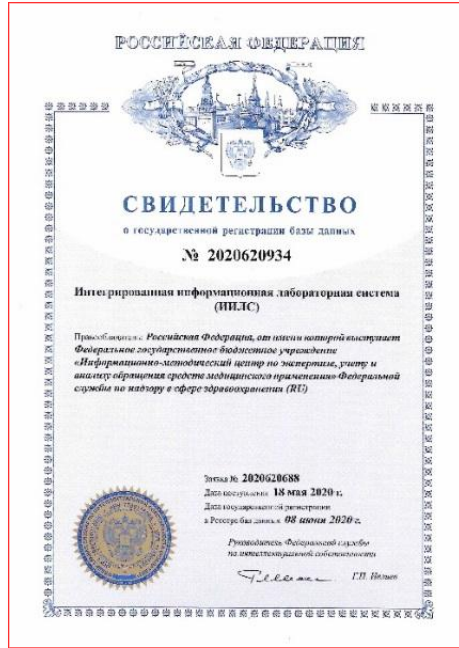 РОССИЙСКАЯ ФЕДЕРАЦИЯ
СВИДЕТЕЛЬСТВО
о государственной регистрации базы данных
№ 2020620934
Интегрированная информационная лабораторная система
(ИИЛС)
Правообладатель: Российская Федерация, от имени которой выступает
Федеральное государственное бюджетное учреждение
«Информационно-методический центр по экспертизе, учету и
анализу обращения средств медицинского применения» Федеральной
службы по надзору в сфере здравоохранения (RU)
Заявка № 2020620688
Дата поступления 18 мая 2020 г.
Дата государственной регистрации
в Реестре баз данных 08 июня 2020 г.
Руководитель Федеральной службы
по интеллектуальной собственности
Г.П. Ивлиев